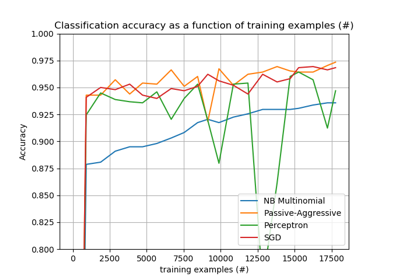 Classification accuracy as a function of training examples (#)
1.000
0.975
0.950
0.925
0.900
0.875
0.850
0.825
0.800
Accuracy
NB Multinomial
Passive-Aggressive
Perceptron
SGD
0 2500 5000 7500 10000 12500 15000 17500
training examples (#)